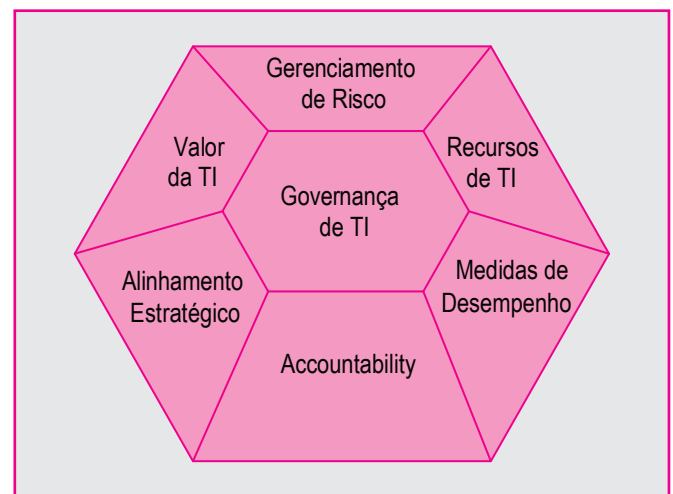 Gerenciamento
de Risco
Valor
da TI
Recursos
de TI
Governança
de TI
Alinhamento
Estratégico
Medidas de
Desempenho
Accountability